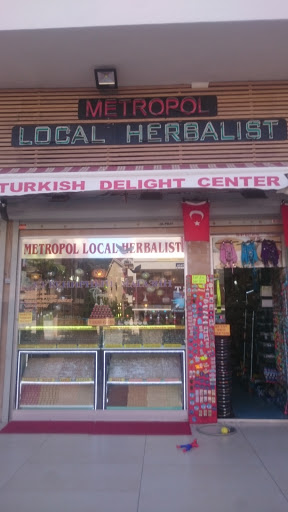 METROPOL
LOCAL HERBALIST
TURKISH DELIGHT CENTER
METROPOL LOCAL HERBALIST